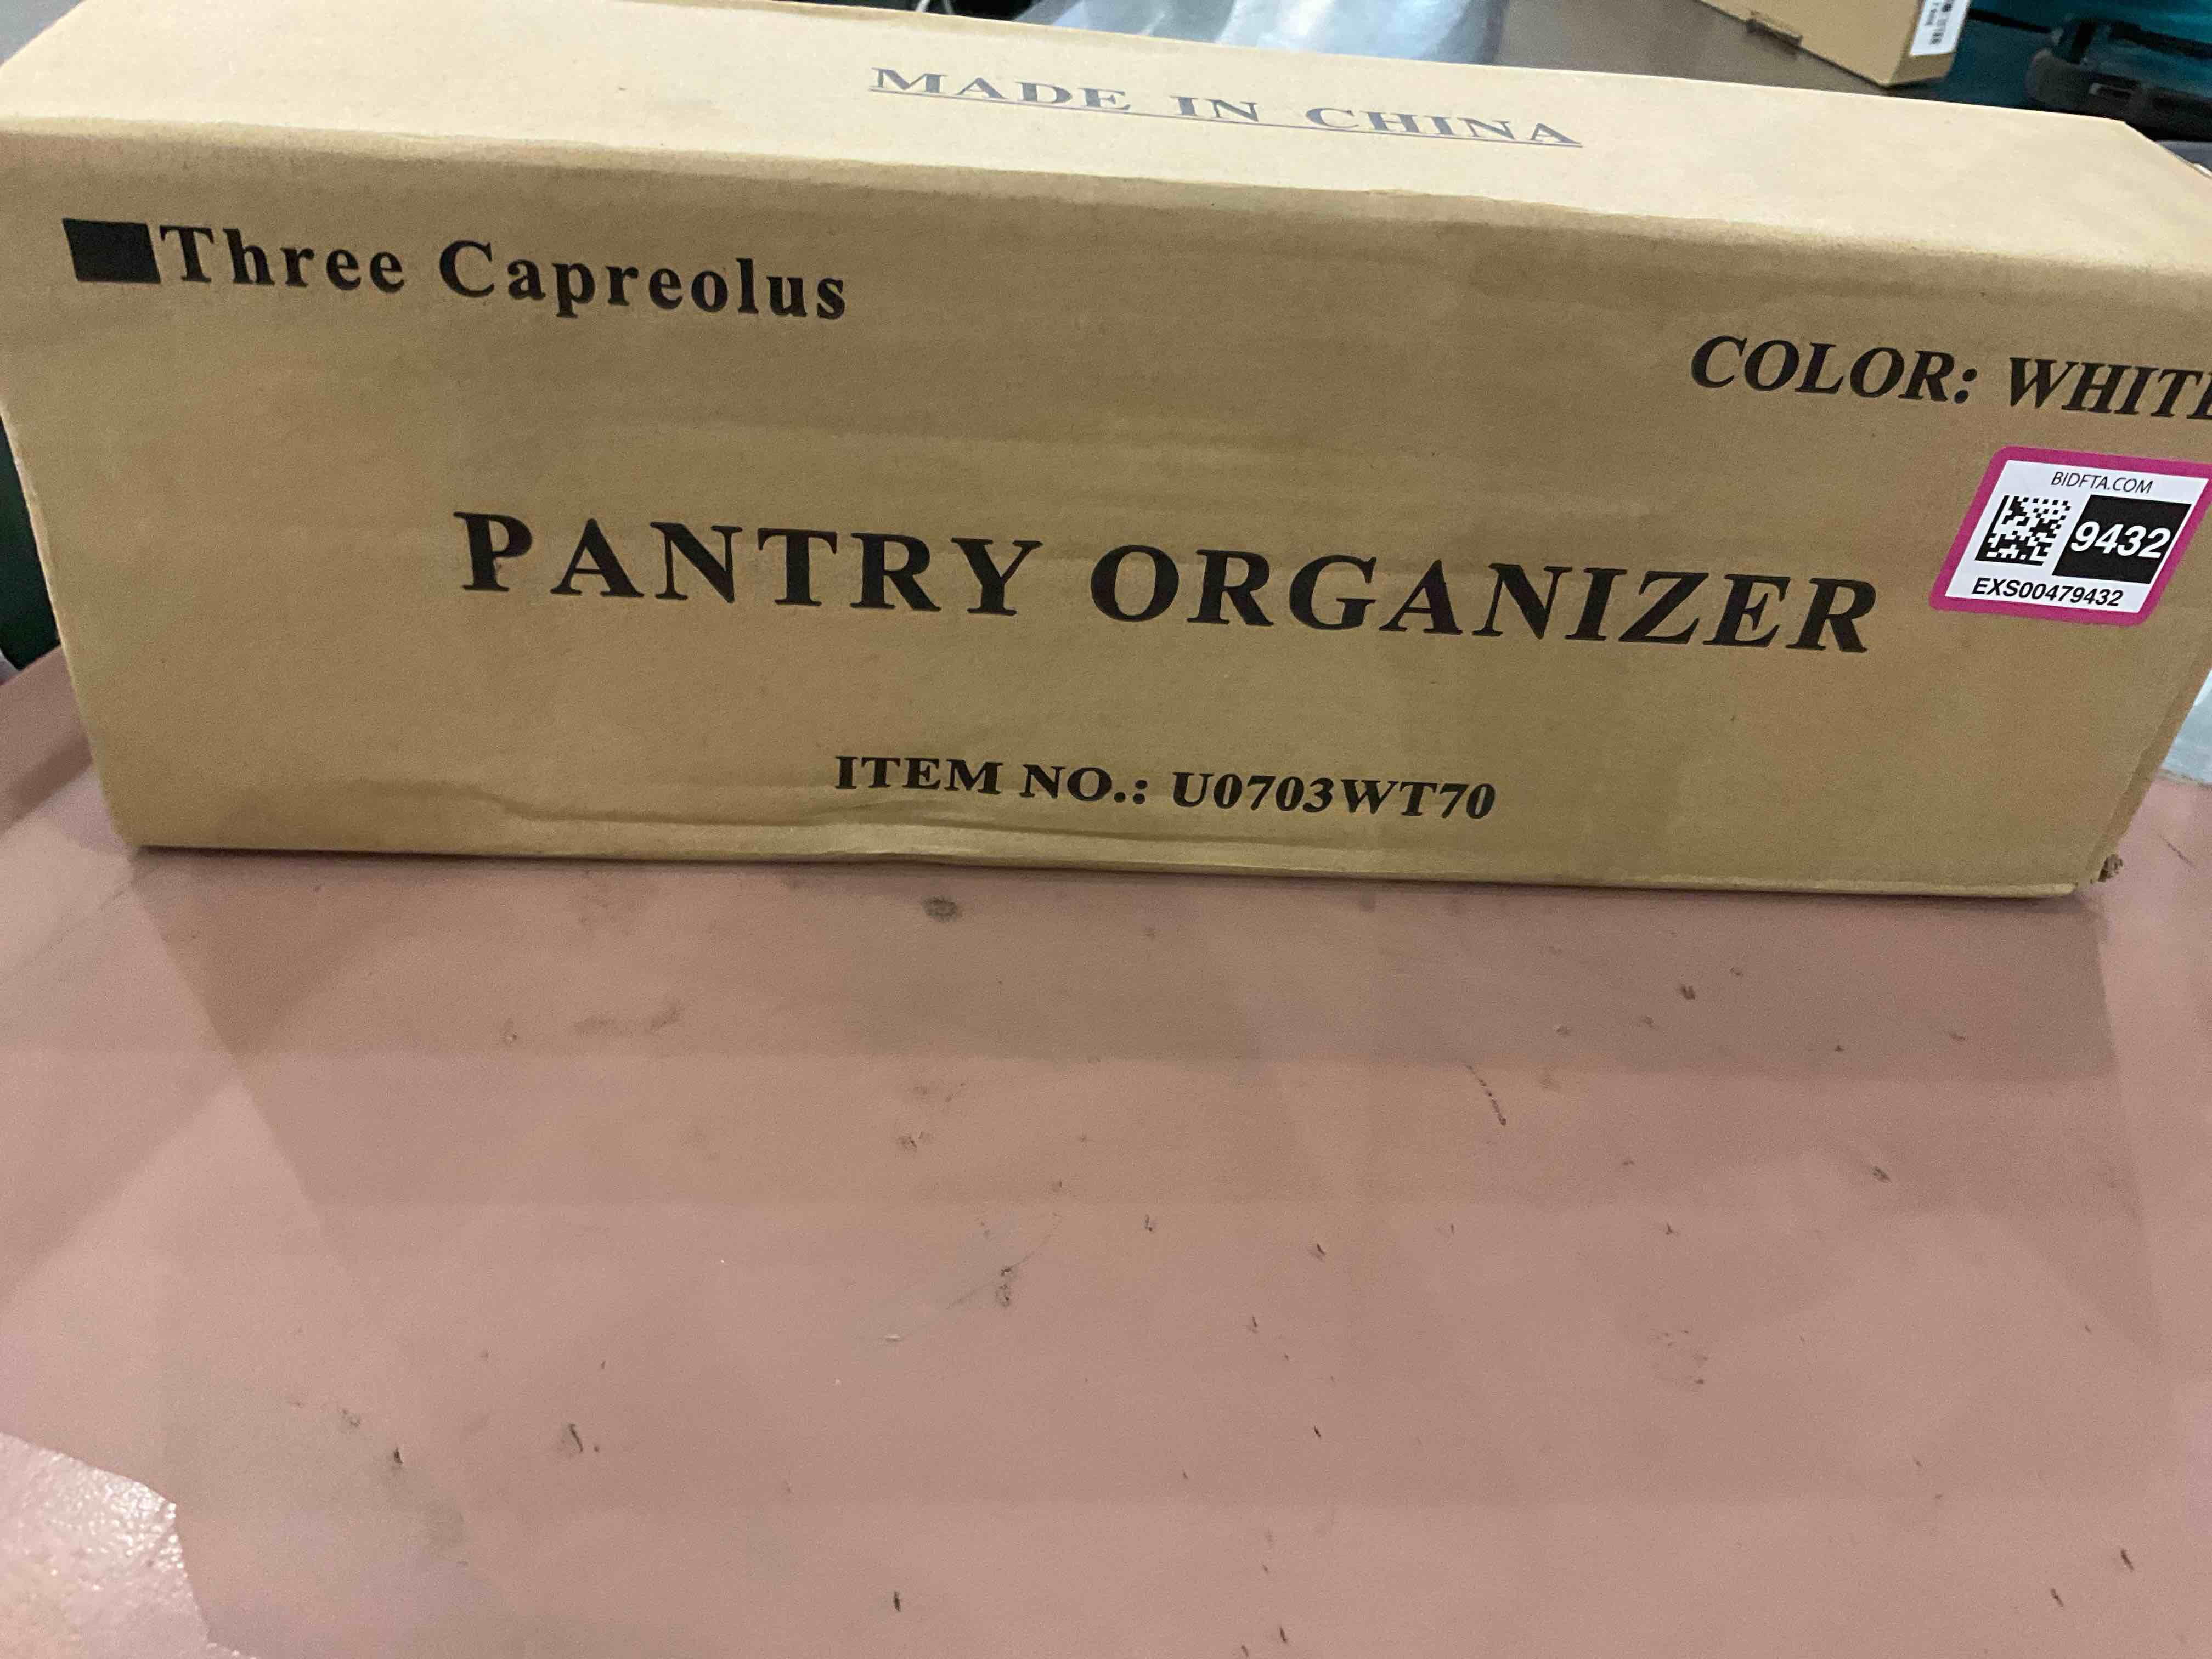 MADE IN CHINA
Three Capreolus
COLOR: WHITE
PANTRY ORGANIZER
BIDFTA.COM
9432
EXS00479432
ITEM NO.: U0703WT70